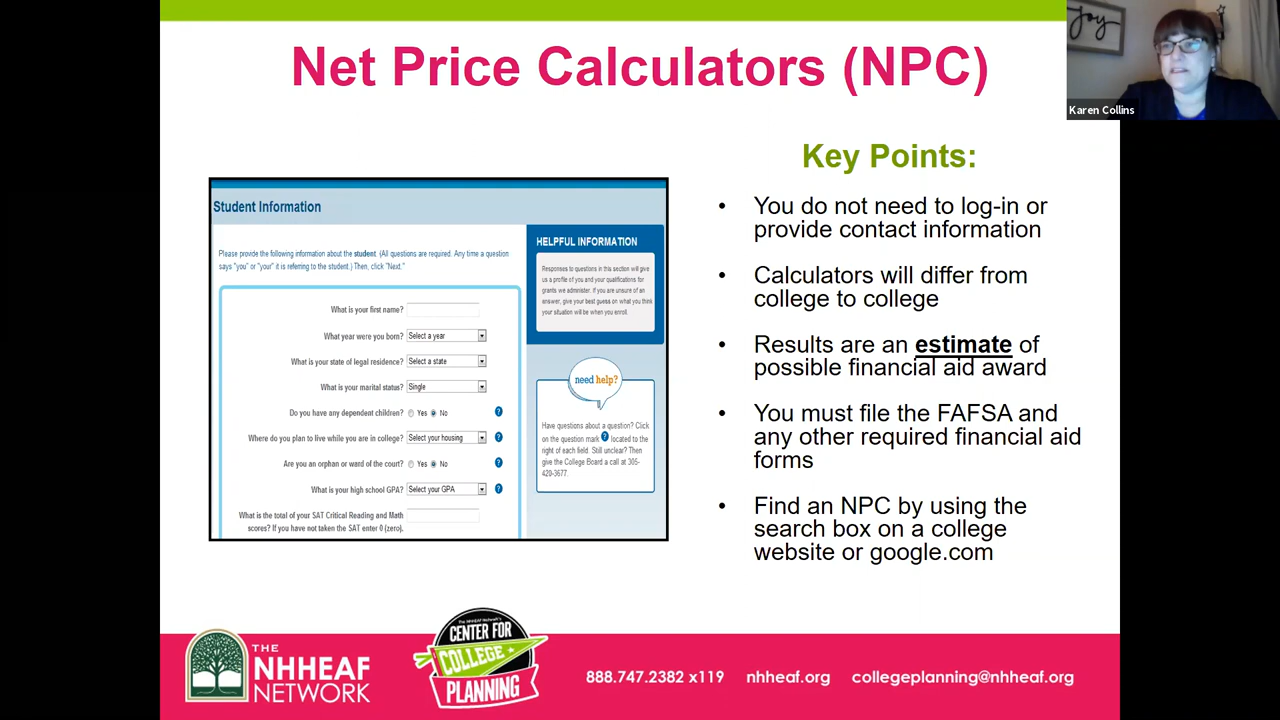 Net Price Calculators (NPC)
Joy
Karen Collins
Key Points:
• You do not need to log-in or
provide contact information
• Calculators will differ from
college to college
• Results are an estimate of
possible financial aid award
• You must file the FAFSA and
any other required financial aid
forms
• Find an NPC by using the
search box on a college
website or google.com
Student Information
Please provide the following information about the student. (All questions are required. Any time a question
says "you" or "your" it is referring to the student.) Then, click "Next."
What is your first name?
What year were you born? Select a year
What is your state of legal residence? Select a state
What is your marital status? Single
Do you have any dependent children? Yes No ?
Where do you plan to live while you are in college? Select your housing ?
Are you an orphan or ward of the court? Yes No ?
What is your high school GPA? Select your GPA ?
What is the total of your SAT Critical Reading and Math
scores? If you have not taken the SAT enter 0 (zero).
HELPFUL INFORMATION
Responses to questions in this section will give
us a profile of you and your qualifications for
grants we administer. If you are unsure of an
answer, give your best guess on what you think
your situation will be when you enroll.
need help?
Have questions about a question? Click
on the question mark ? located to the
right of each field. Still unclear? Then
give the College Board a call at 305-
420-3677.
THE
NHHEAF
NETWORK
The NHHEAF Network's
CENTER FOR
COLLEGE
PLANNING
888.747.2382 x119 nhheaf.org collegeplanning@nhheaf.org